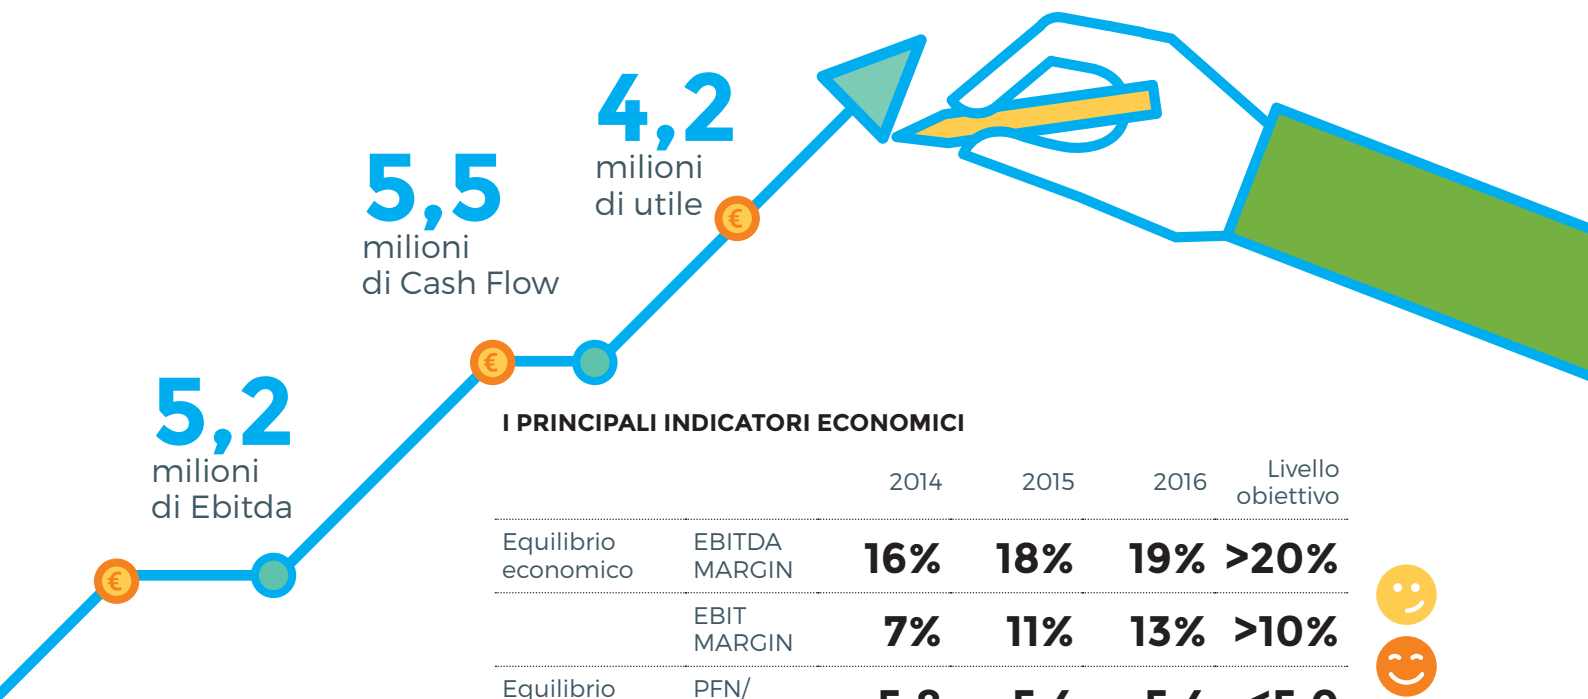 4,2
milioni
di utile
€
5,5
milioni
di Cash Flow
€
5,2
milioni
di Ebitda
€
I PRINCIPALI INDICATORI ECONOMICI
2014 2015 2016 Livello
obiettivo
Equilibrio
economico
EBITDA
MARGIN
16% 18% 19% >20%
EBIT
MARGIN
7% 11% 13% >10%
Equilibrio
PFN/